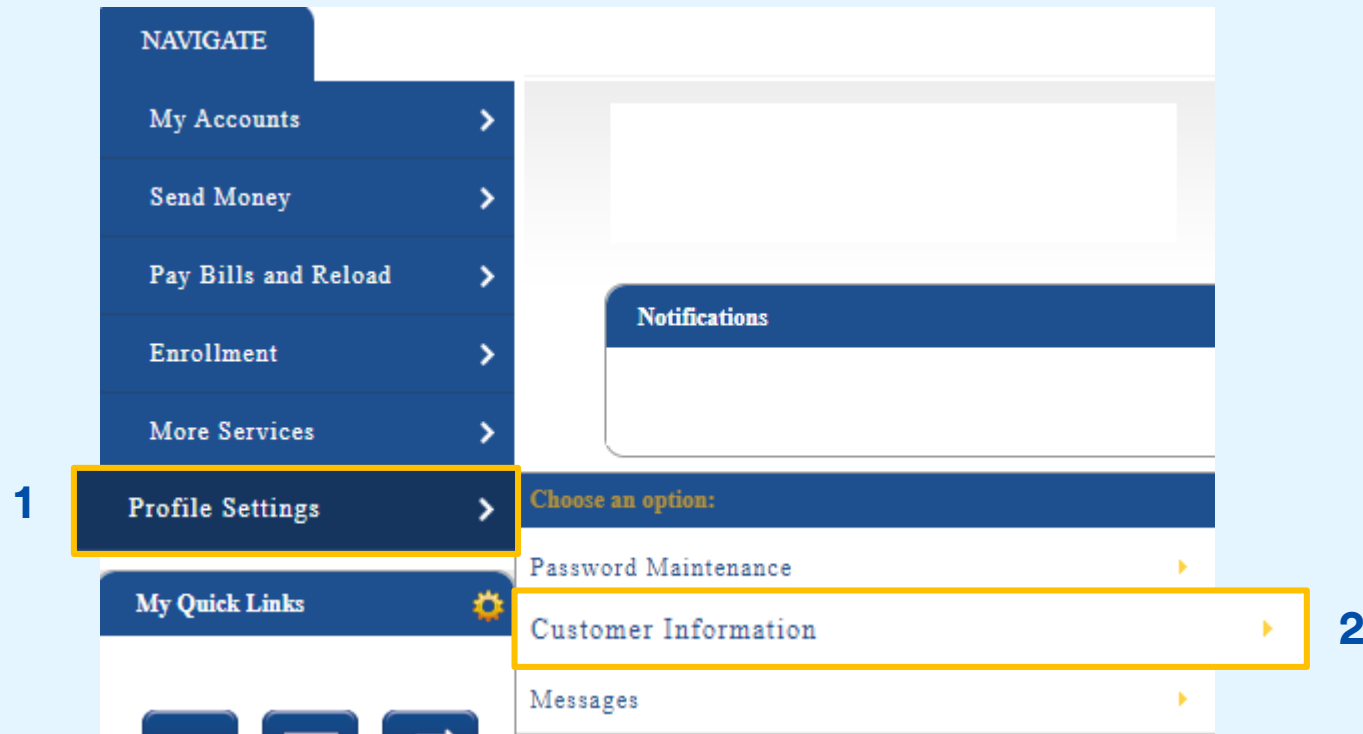 NAVIGATE
My Accounts
Send Money
Pay Bills and Reload
Notifications
Enrollment
More Services
1
Profile Settings
Choose an option:
Password Maintenance
My Quick Links
Customer Information
2
Messages